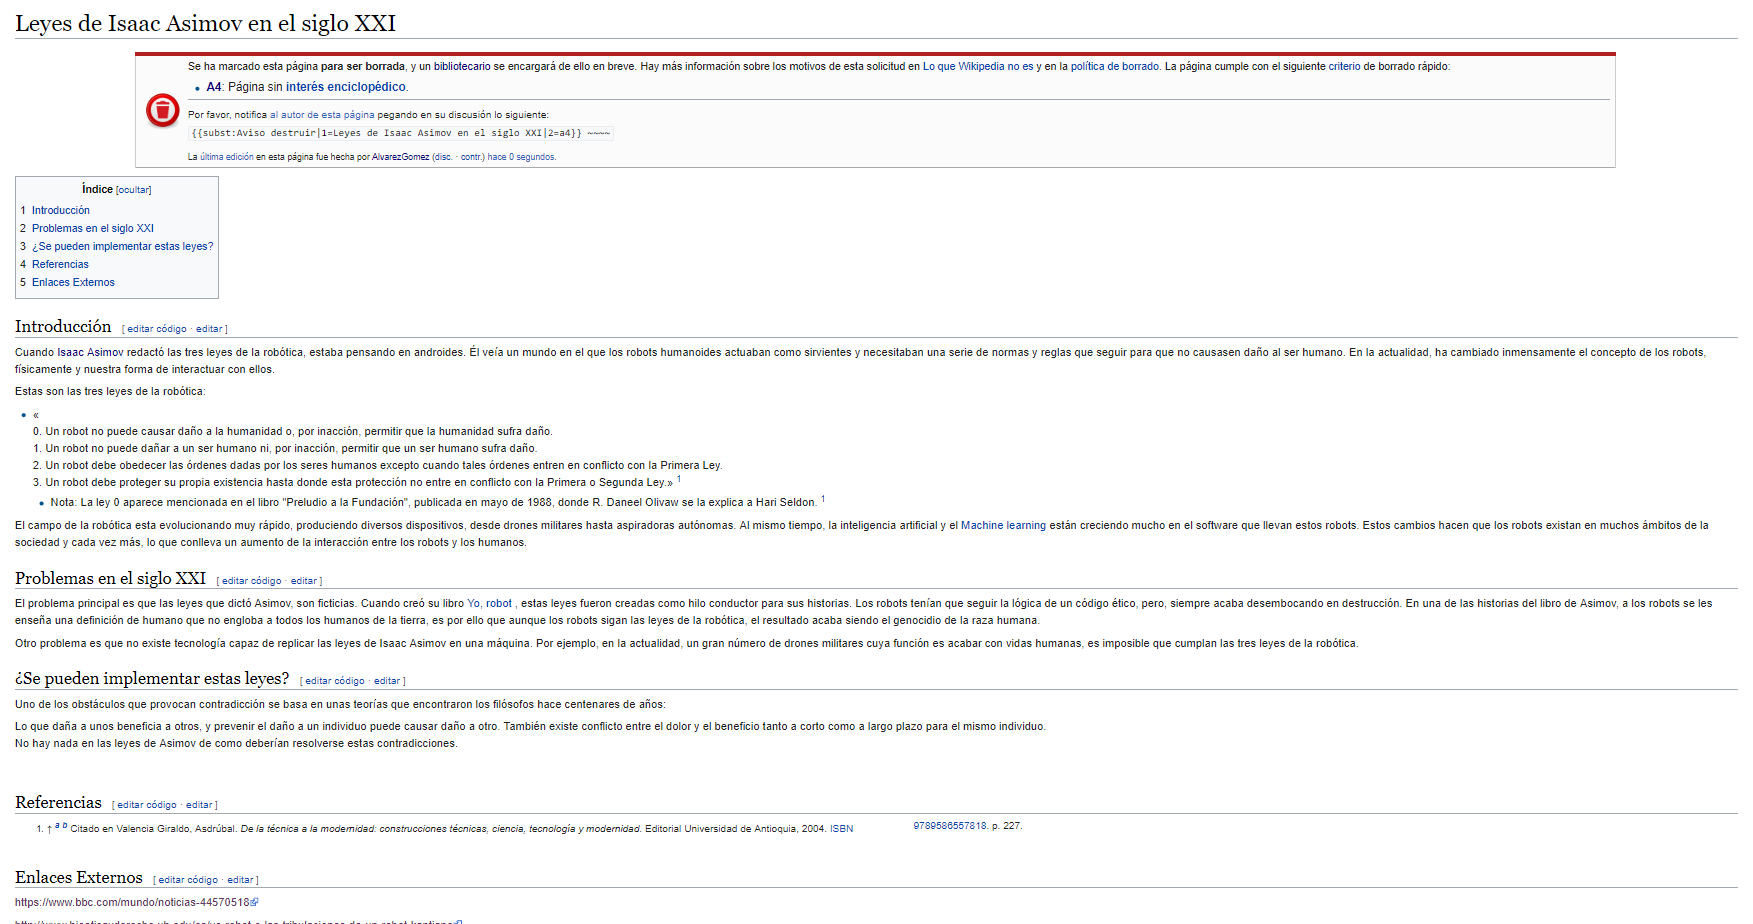 Leyes de Isaac Asimov en el siglo XXI
Se ha marcado esta página para ser borrada, y un bibliotecario se encargará de ello en breve. Hay más información sobre los motivos de esta solicitud en Lo que Wikipedia no es y en la política de borrado. La página cumple con el siguiente criterio de borrado rápido:
• A4: Página sin interés enciclopédico.
Por favor, notifica al autor de esta página pegando en su discusión lo siguiente:
{{subst:Aviso destruir|1=Leyes de Isaac Asimov en el siglo XXI|2=a4}} ~~~~
La última edición en esta página fue hecha por AlvarezGomez (disc. · contr.) hace 0 segundos.
Índice [ocultar]
1 Introducción
2 Problemas en el siglo XXI
3 ¿Se pueden implementar estas leyes?
4 Referencias
5 Enlaces Externos
Introducción [ editar código · editar ]
Cuando Isaac Asimov redactó las tres leyes de la robótica, estaba pensando en androides. Él veía un mundo en el que los robots humanoides actuaban como sirvientes y necesitaban una serie de normas y reglas que seguir para que no causasen daño al ser humano. En la actualidad, ha cambiado inmensamente el concepto de los robots,
físicamente y nuestra forma de interactuar con ellos.
Estas son las tres leyes de la robótica:
• «
0. Un robot no puede causar daño a la humanidad o, por inacción, permitir que la humanidad sufra daño.
1. Un robot no puede dañar a un ser humano ni, por inacción, permitir que un ser humano sufra daño.
2. Un robot debe obedecer las órdenes dadas por los seres humanos excepto cuando tales órdenes entren en conflicto con la Primera Ley.
3. Un robot debe proteger su propia existencia hasta donde esta protección no entre en conflicto con la Primera o Segunda Ley.» 1
• Nota: La ley 0 aparece mencionada en el libro "Preludio a la Fundación", publicada en mayo de 1988, donde R. Daneel Olivaw se la explica a Hari Seldon. 1
El campo de la robótica esta evolucionando muy rápido, produciendo diversos dispositivos, desde drones militares hasta aspiradoras autónomas. Al mismo tiempo, la inteligencia artificial y el Machine learning están creciendo mucho en el software que llevan estos robots. Estos cambios hacen que los robots existan en muchos ámbitos de la
sociedad y cada vez más, lo que conlleva un aumento de la interacción entre los robots y los humanos.
Problemas en el siglo XXI [ editar código · editar ]
El problema principal es que las leyes que dictó Asimov, son ficticias. Cuando creó su libro Yo, robot , estas leyes fueron creadas como hilo conductor para sus historias. Los robots tenían que seguir la lógica de un código ético, pero, siempre acaba desembocando en destrucción. En una de las historias del libro de Asimov, a los robots se les
enseña una definición de humano que no engloba a todos los humanos de la tierra, es por ello que aunque los robots sigan las leyes de la robótica, el resultado acaba siendo el genocidio de la raza humana.
Otro problema es que no existe tecnología capaz de replicar las leyes de Isaac Asimov en una máquina. Por ejemplo, en la actualidad, un gran número de drones militares cuya función es acabar con vidas humanas, es imposible que cumplan las tres leyes de la robótica.
¿Se pueden implementar estas leyes? [ editar código · editar ]
Uno de los obstáculos que provocan contradicción se basa en unas teorías que encontraron los filósofos hace centenares de años:
Lo que daña a unos beneficia a otros, y prevenir el daño a un individuo puede causar daño a otro. También existe conflicto entre el dolor y el beneficio tanto a corto como a largo plazo para el mismo individuo.
No hay nada en las leyes de Asimov de como deberían resolverse estas contradicciones.
Referencias [ editar código · editar ]
1. ↑ a b Citado en Valencia Giraldo, Asdrúbal. De la técnica a la modernidad: construcciones técnicas, ciencia, tecnología y modernidad. Editorial Universidad de Antioquia, 2004. ISBN 9789586557818. p. 227.
Enlaces Externos [ editar código · editar ]
https://www.bbc.com/mundo/noticias-44570518